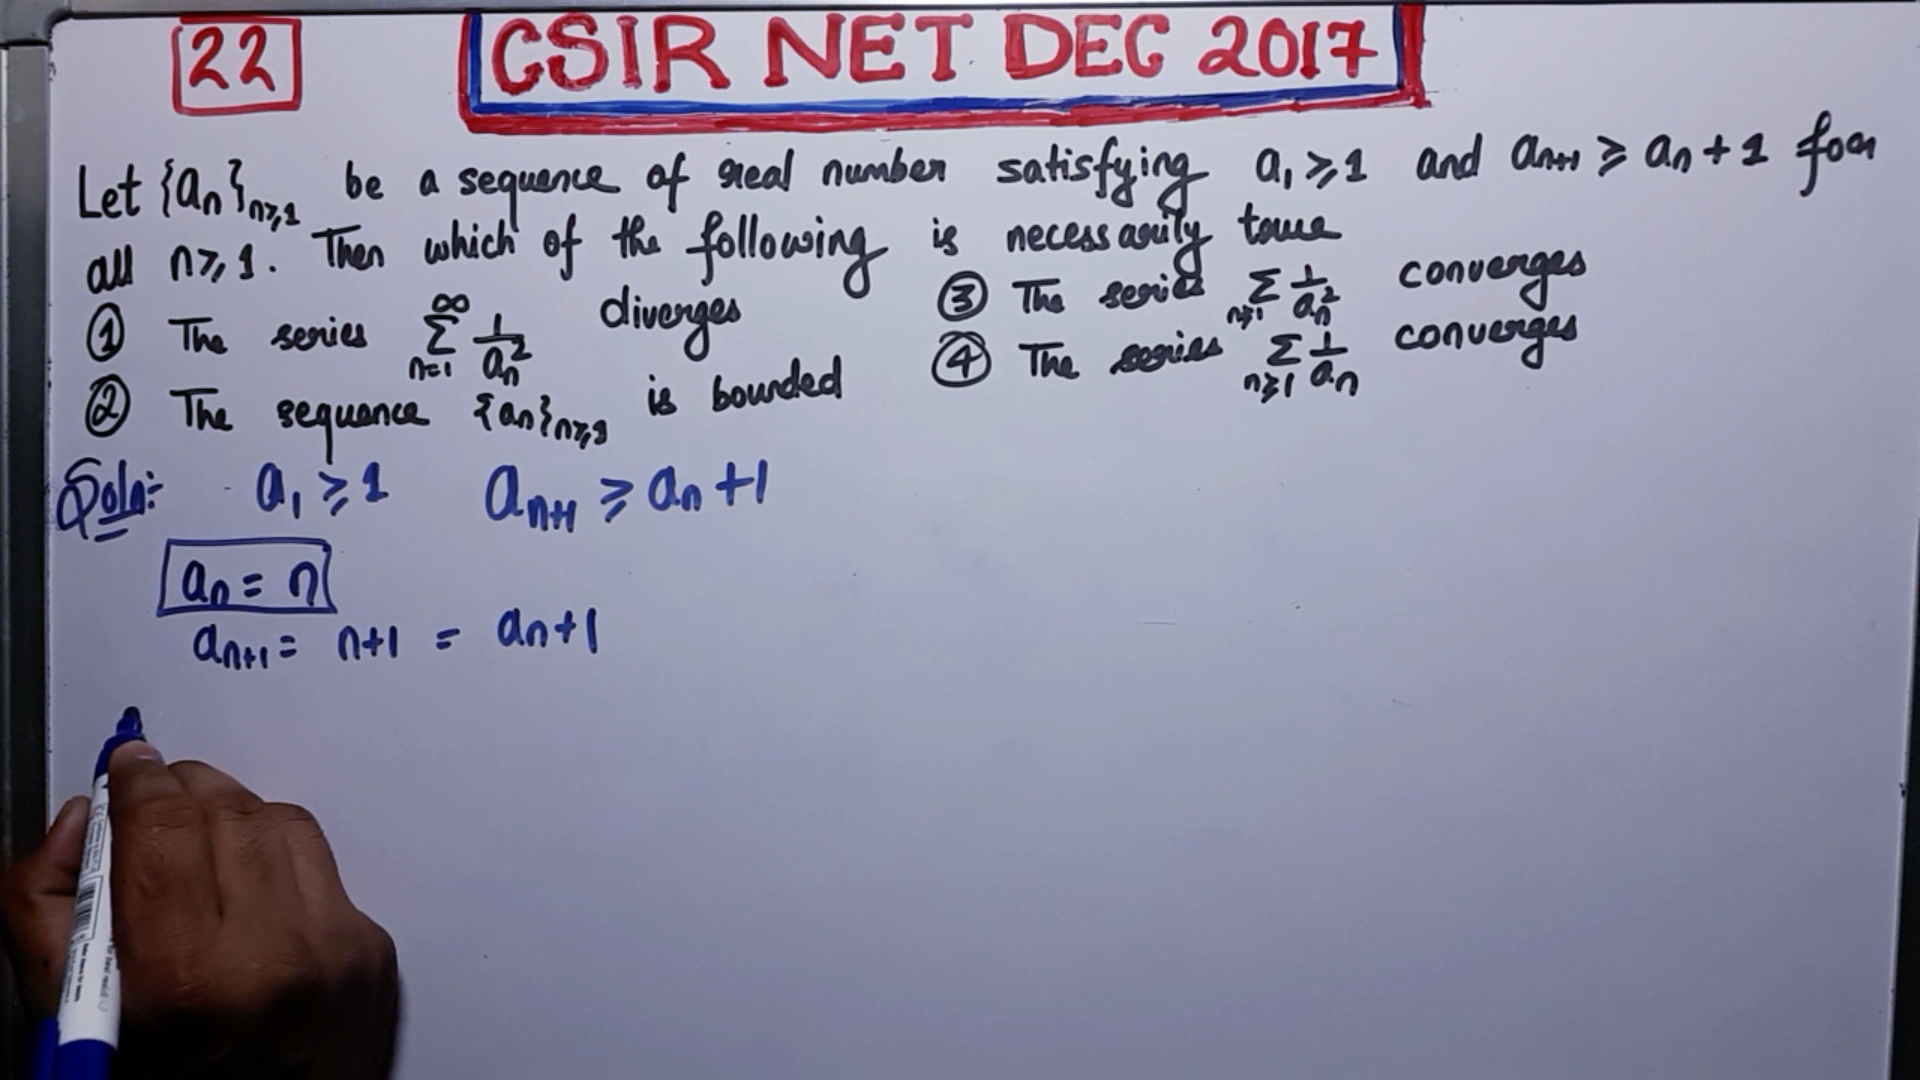 22 CSIR NET DEC 2017
Let {aₙ}ₙ≥₁ be a sequence of real number satisfying a₁ ≥ 1 and aₙ₊₁ ≥ aₙ + 1 for
all n ≥ 1. Then which of the following is necessarily true
① The series ∑ₙ₌₁^∞ 1/aₙ² diverges
② The sequence {aₙ}ₙ≥₁ is bounded
③ The series ∑ₙ≥₁ 1/aₙ² converges
④ The series ∑ₙ≥₁ 1/aₙ converges
Soln:- a₁ ≥ 1 aₙ₊₁ ≥ aₙ + 1
aₙ = n
aₙ₊₁ = n+1 = aₙ+1